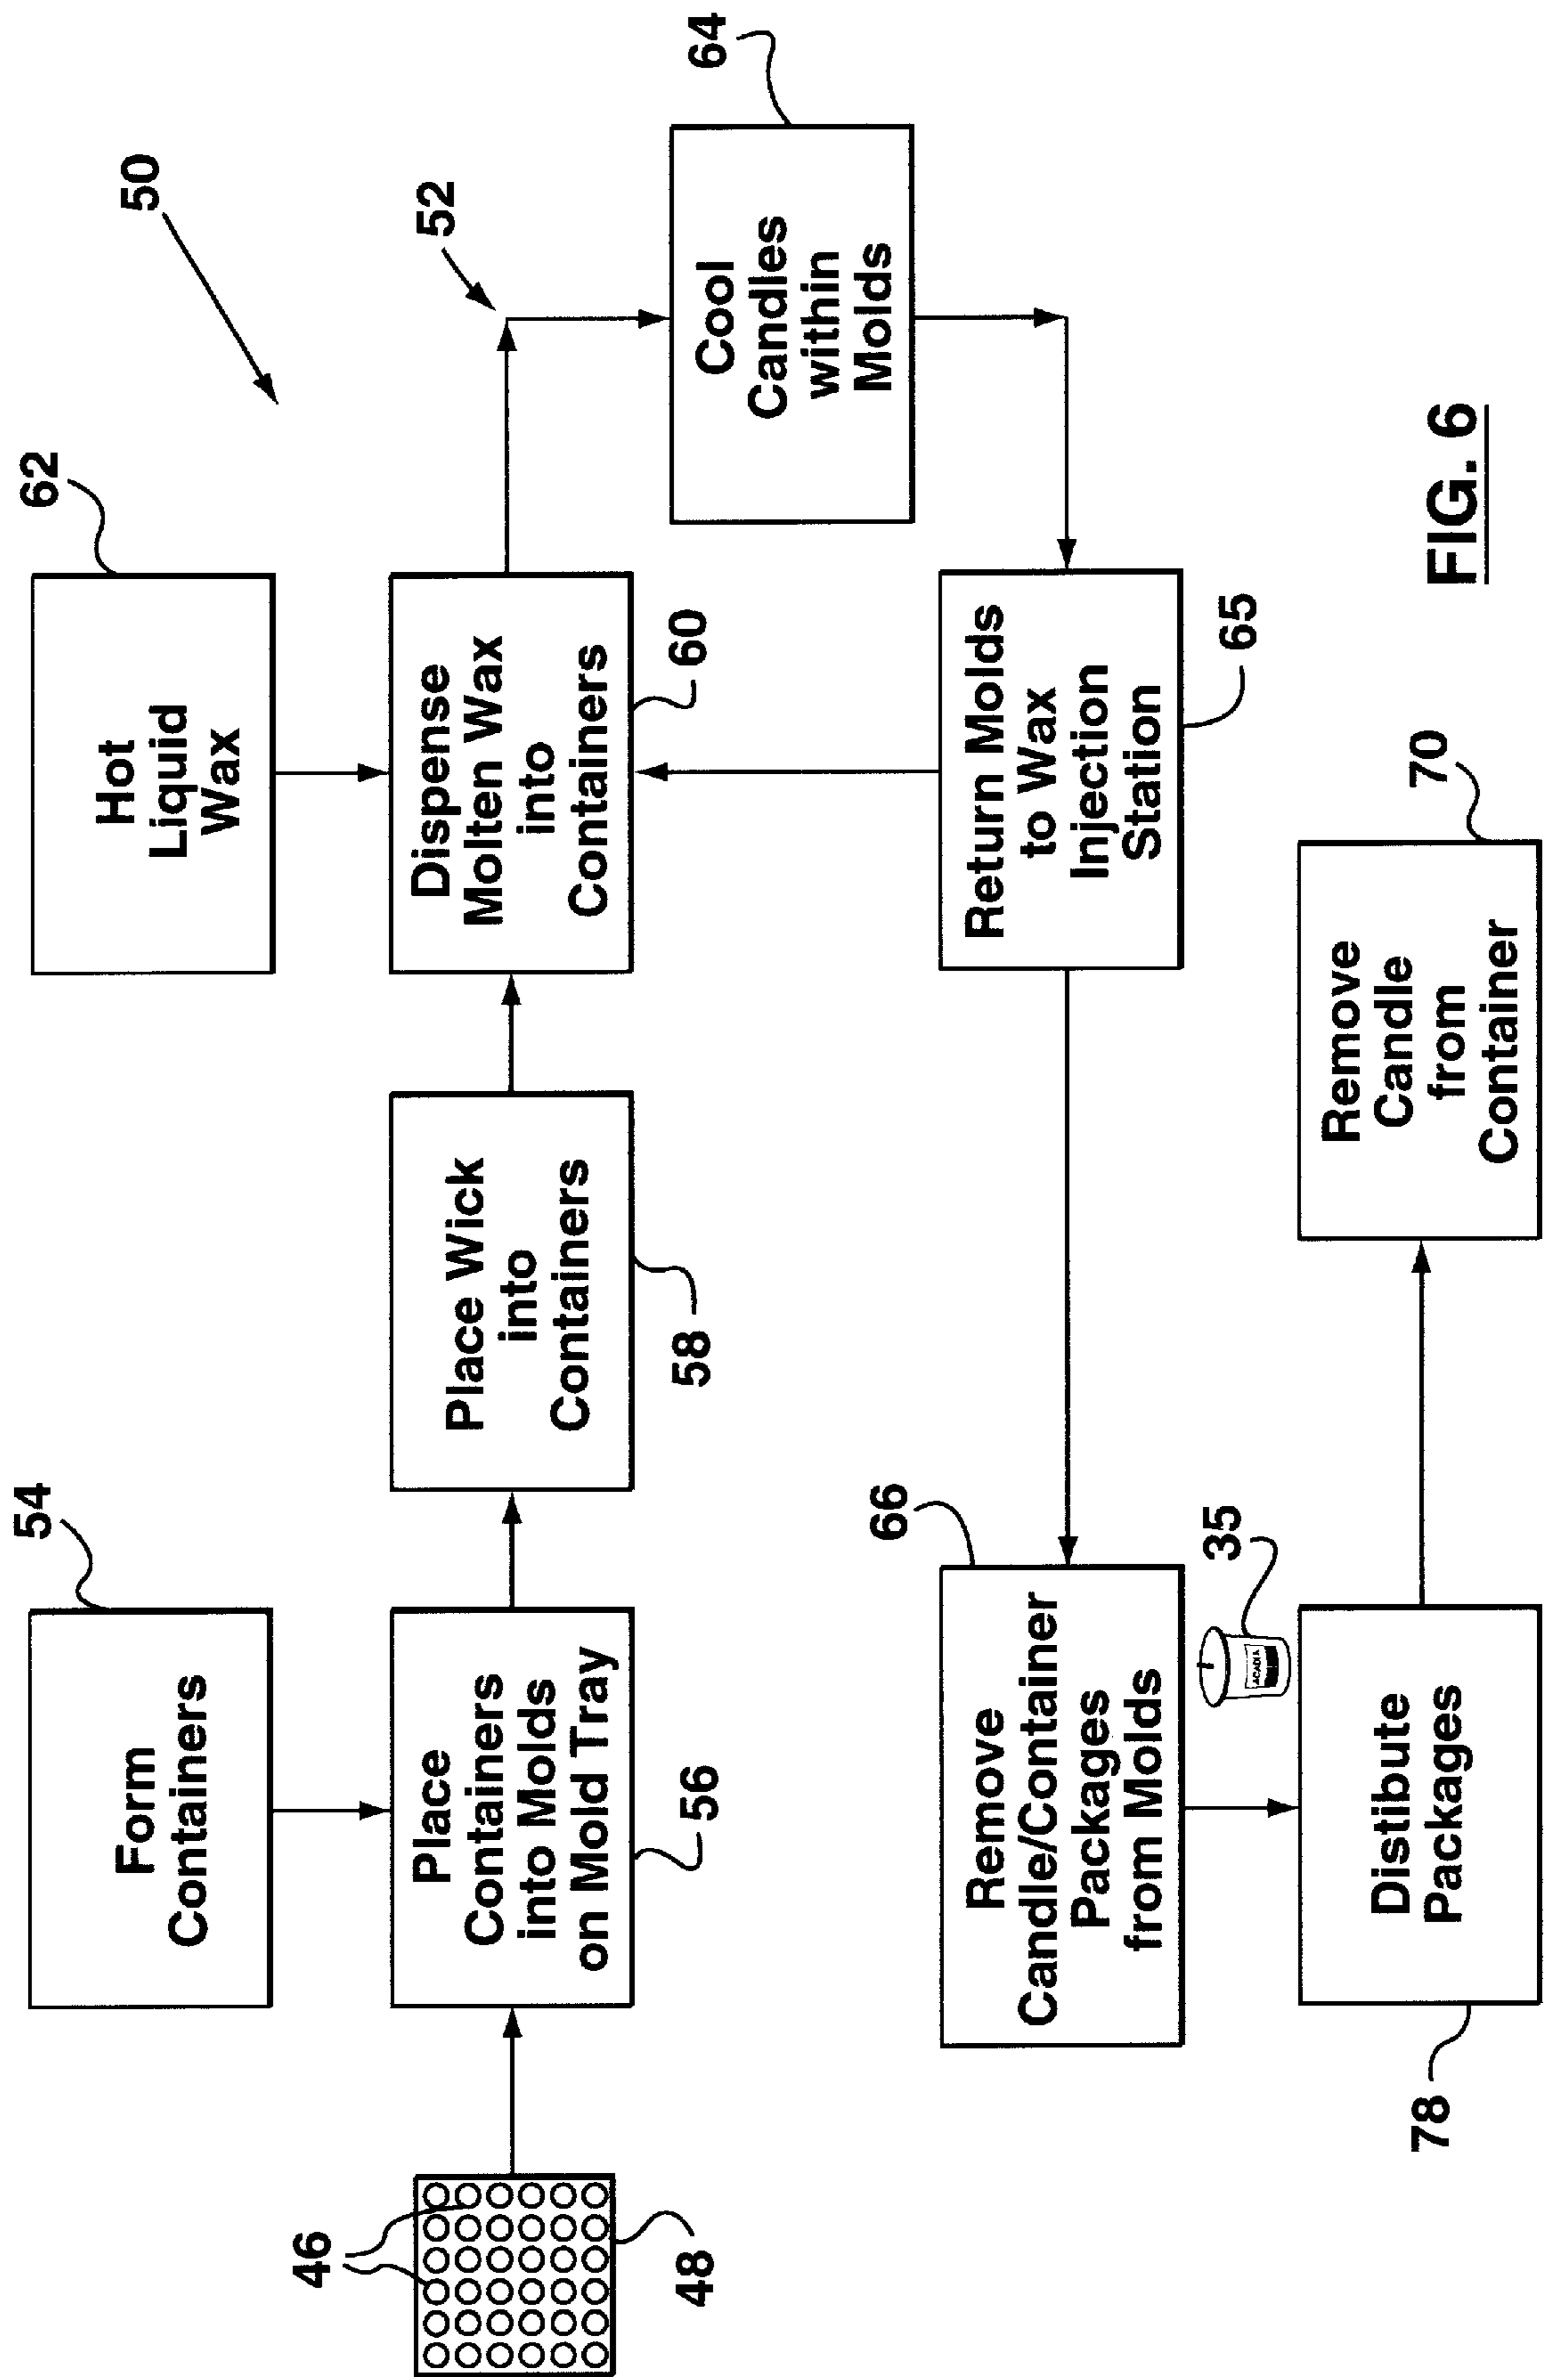 50
54
Form
Containers
62
Hot
Liquid
Wax
46
48
Place
Containers
into Molds
on Mold Tray
56
Place Wick
into
Containers
58
Dispense
Molten Wax
into
Containers
60
52
64
Cool
Candles
within
Molds
Return Molds
to Wax
Injection
Station
65
66
Remove
Candle/Container
Packages
from Molds
35
ACADIA
Distibute
Packages
78
70
Remove
Candle
from
Container
FIG. 6